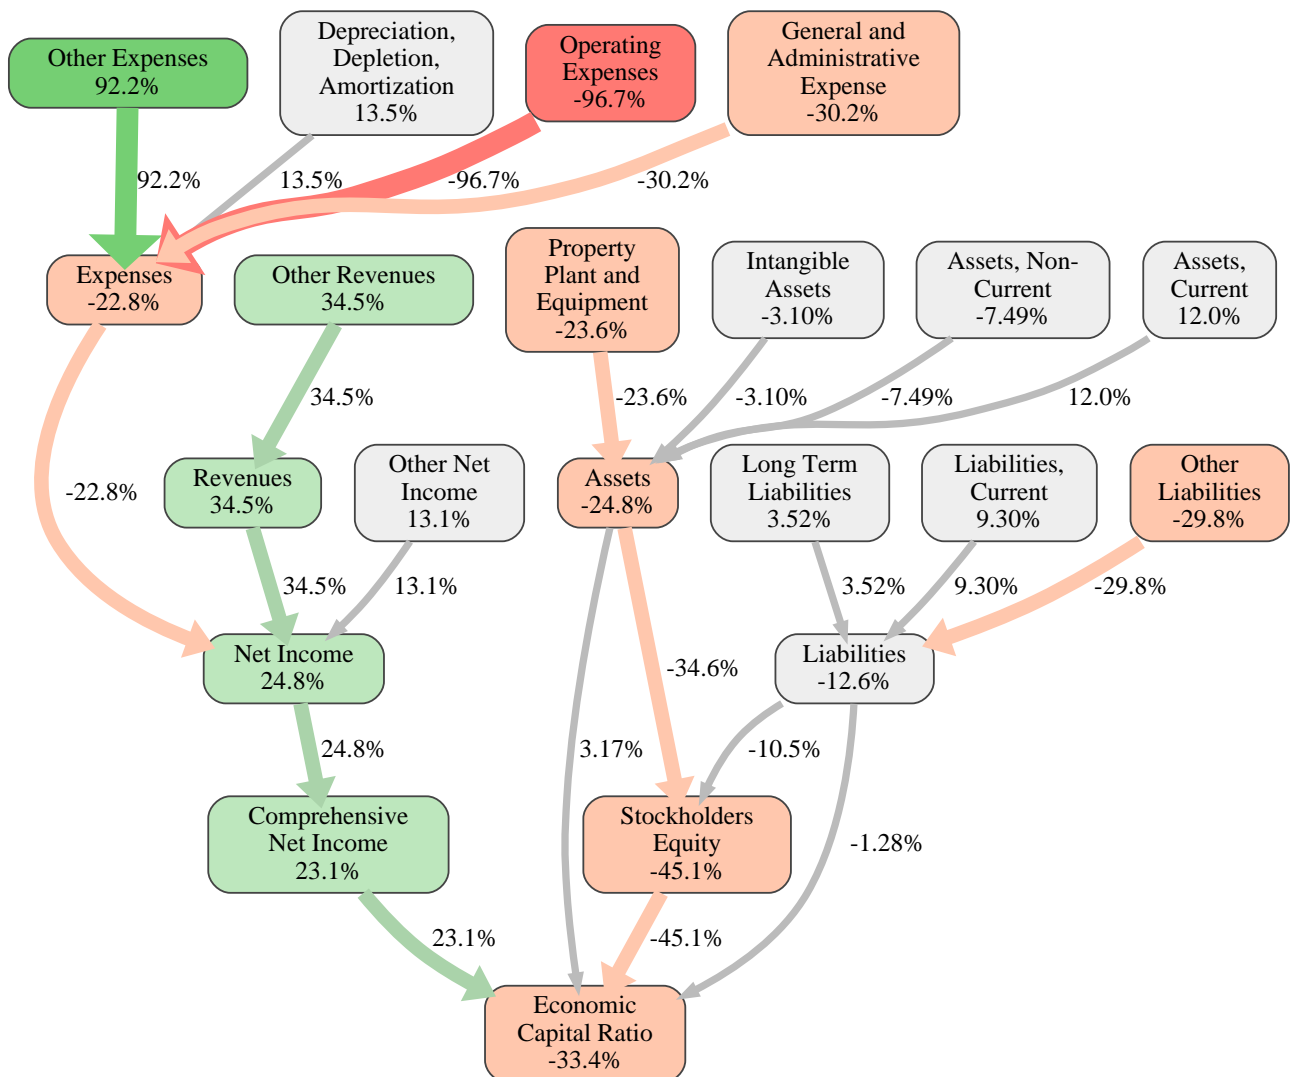 Other Expenses
92.2%
Depreciation,
Depletion,
Amortization
13.5%
Operating
Expenses
-96.7%
General and
Administrative
Expense
-30.2%
92.2%
13.5%
-96.7%
-30.2%
Expenses
-22.8%
Other Revenues
34.5%
Property
Plant and
Equipment
-23.6%
Intangible
Assets
-3.10%
Assets, Non-
Current
-7.49%
Assets,
Current
12.0%
34.5%
-23.6%
-3.10%
-7.49%
12.0%
-22.8%
Revenues
34.5%
Other Net
Income
13.1%
Assets
-24.8%
Long Term
Liabilities
3.52%
Liabilities,
Current
9.30%
Other
Liabilities
-29.8%
34.5%
13.1%
3.52%
9.30%
-29.8%
Net Income
24.8%
-34.6%
Liabilities
-12.6%
24.8%
3.17%
-10.5%
-1.28%
Comprehensive
Net Income
23.1%
Stockholders
Equity
-45.1%
23.1%
-45.1%
Economic
Capital Ratio
-33.4%